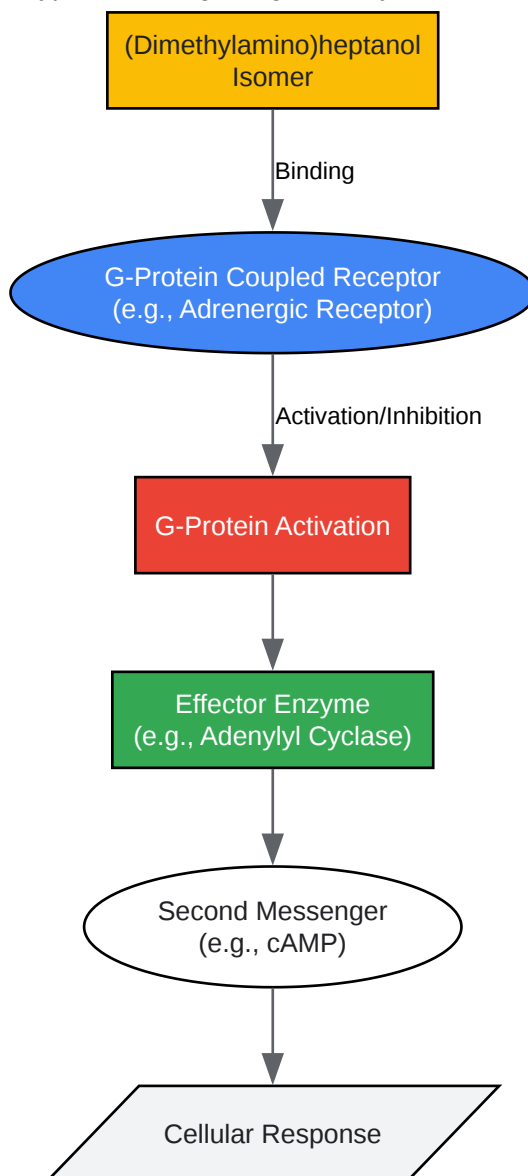 (Dimethylamino)heptanol
Isomer
Binding
G-Protein Coupled Receptor
(e.g., Adrenergic Receptor)
Activation/Inhibition
G-Protein Activation
Effector Enzyme
(e.g., Adenylyl Cyclase)
Second Messenger
(e.g., cAMP)
Cellular Response